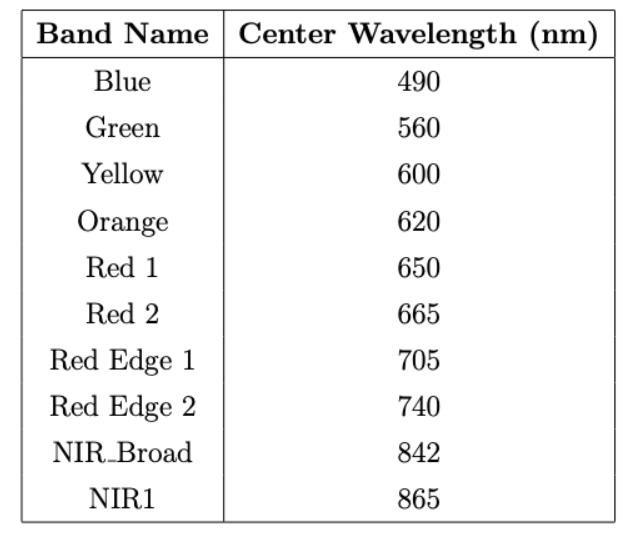 Band Name Center Wavelength (nm)
Blue 490
Green 560
Yellow 600
Orange 620
Red 1 650
Red 2 665
Red Edge 1 705
Red Edge 2 740
NIR_Broad 842
NIR1 865